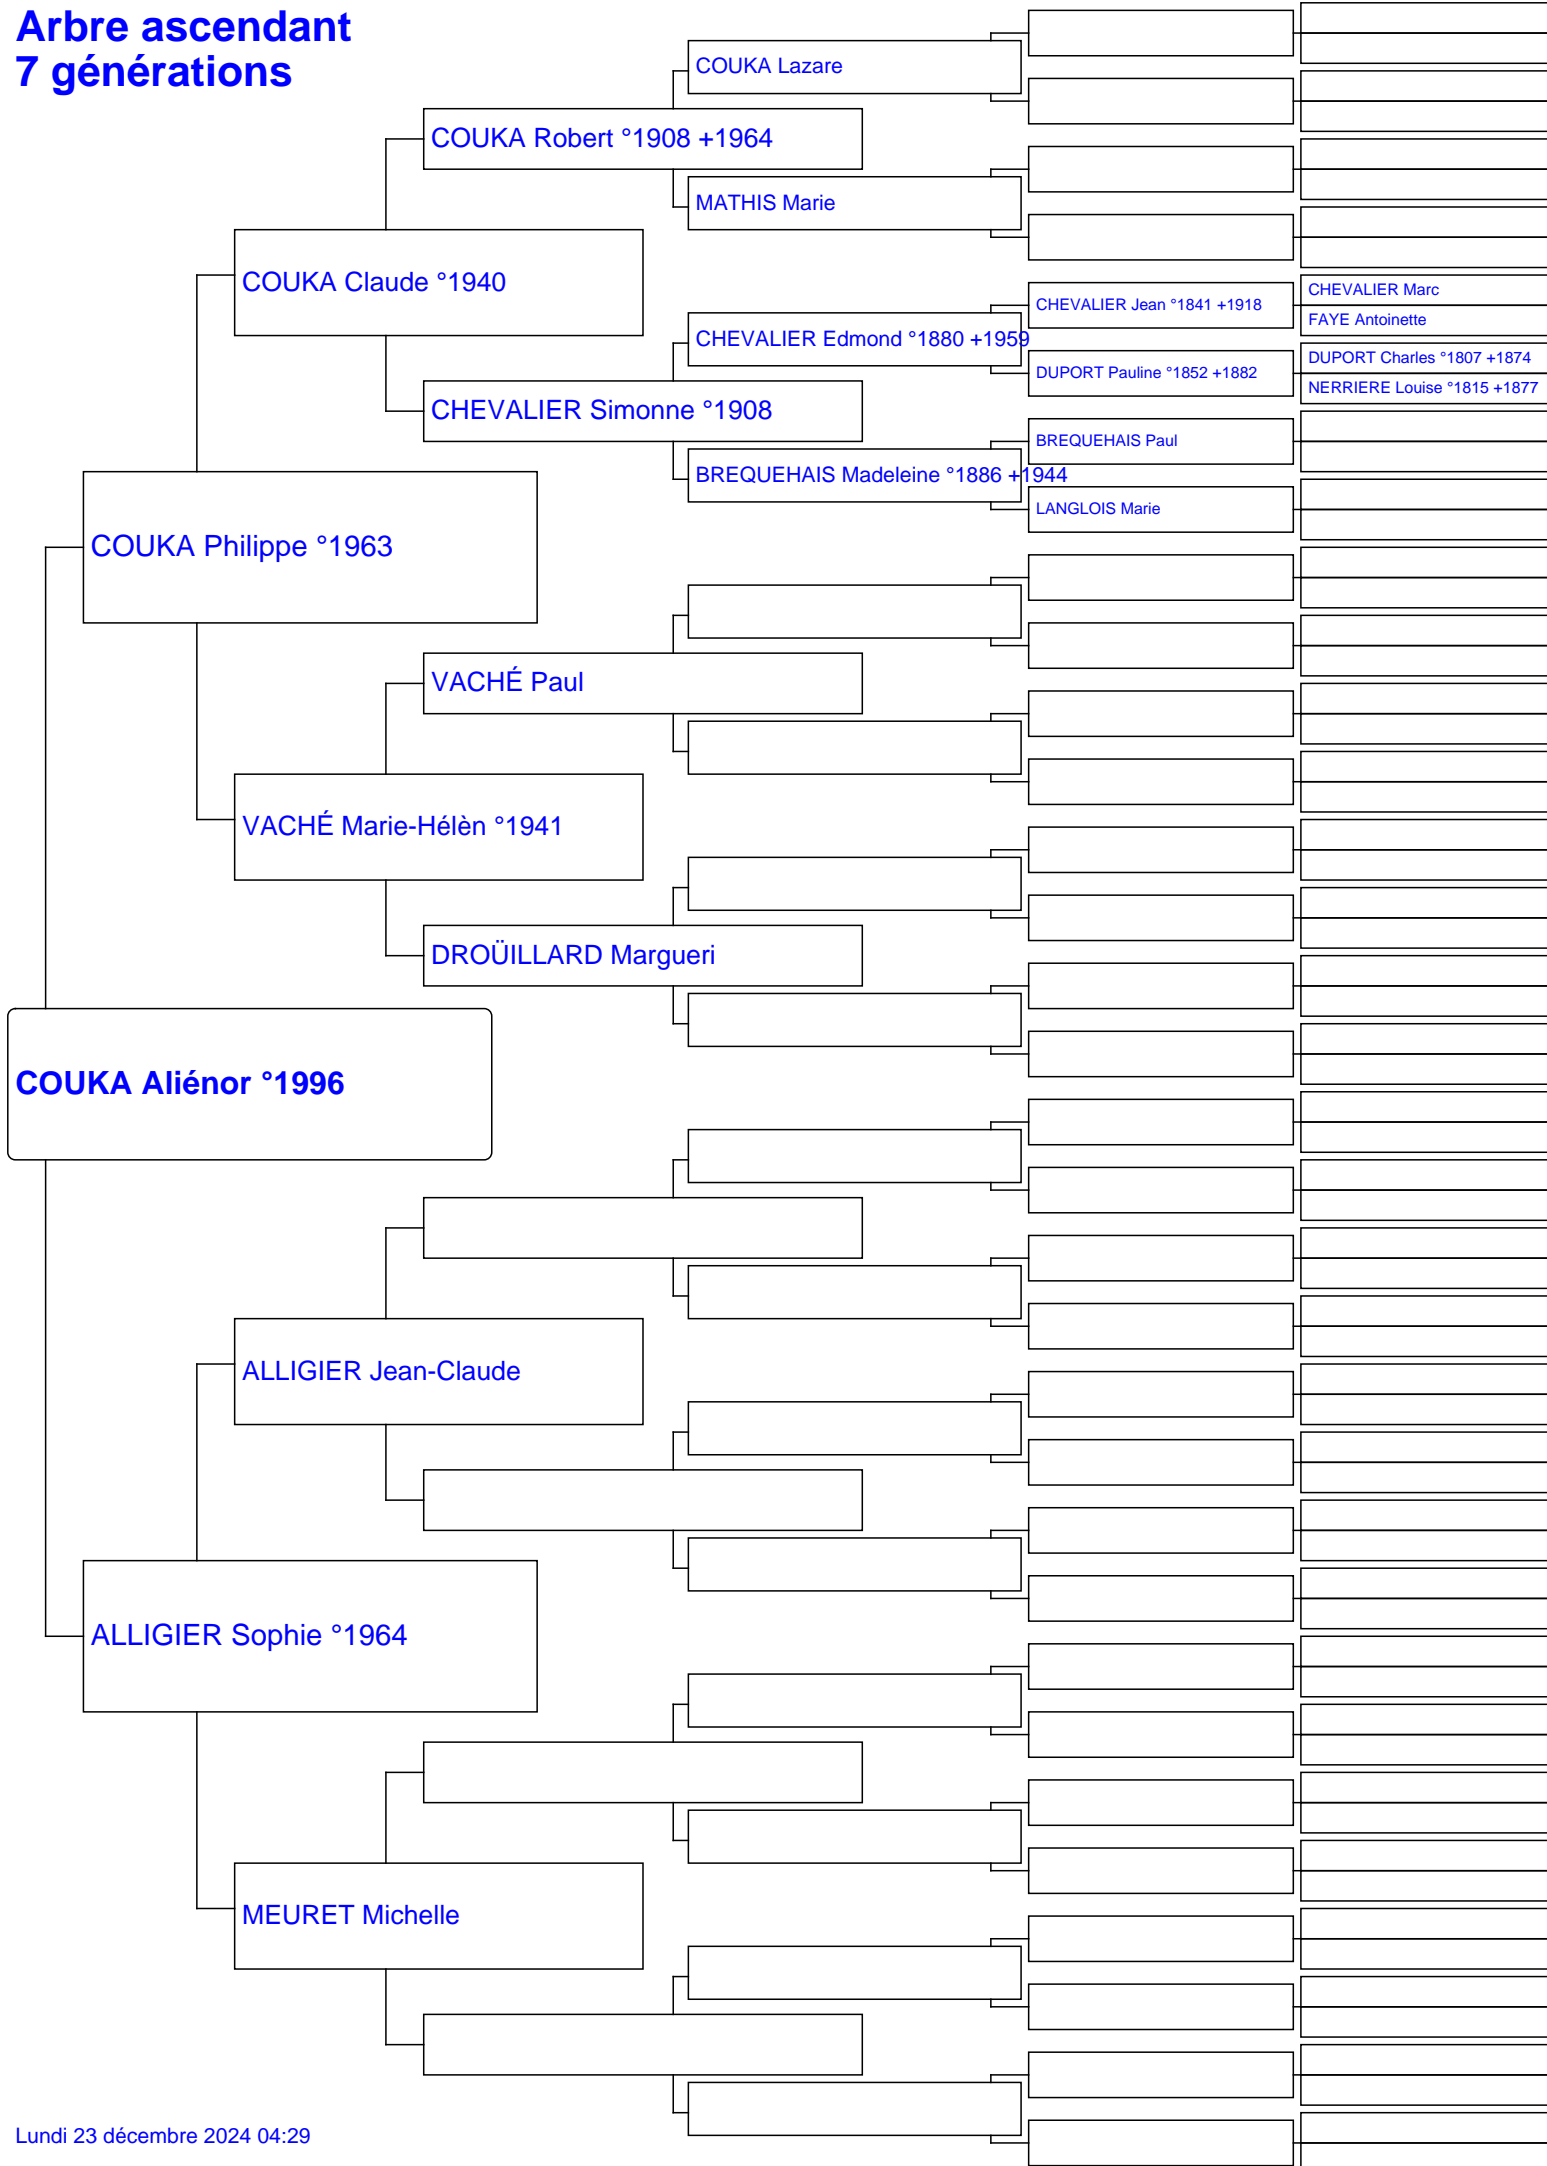 Arbre ascendant
7 générations
COUKA Lazare
COUKA Robert °1908 +1964
MATHIS Marie
COUKA Claude °1940
CHEVALIER Marc
CHEVALIER Jean °1841 +1918
FAYE Antoinette
CHEVALIER Edmond °1880 +1959
DUPORT Charles °1807 +1874
DUPORT Pauline °1852 +1882
NERRIERE Louise °1815 +1877
CHEVALIER Simonne °1908
BREQUEHAIS Paul
BREQUEHAIS Madeleine °1886 +1944
LANGLOIS Marie
COUKA Philippe °1963
VACHÉ Paul
VACHÉ Marie-Hélèn °1941
DROÜILLARD Margueri
COUKA Aliénor °1996
ALLIGIER Jean-Claude
ALLIGIER Sophie °1964
MEURET Michelle
Lundi 23 décembre 2024 04:29